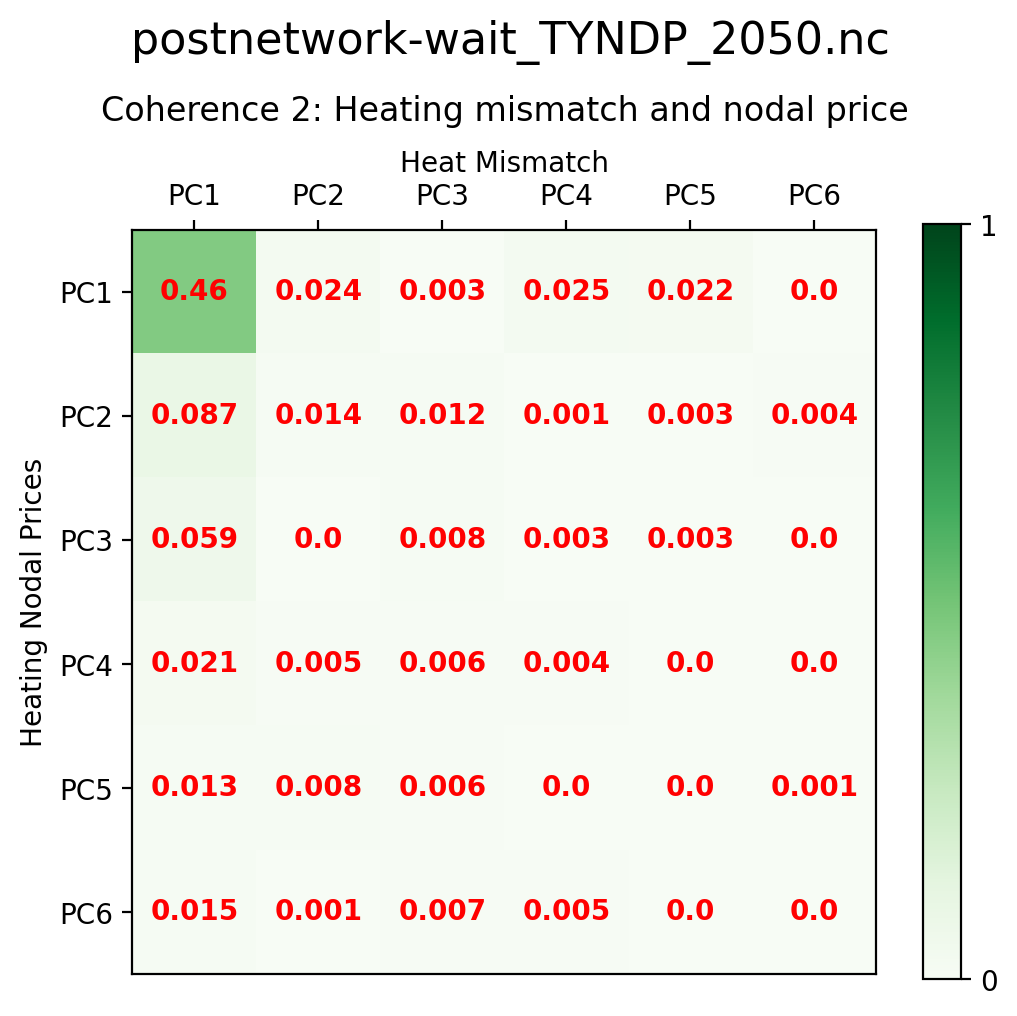 postnetwork-wait_TYNDP_2050.nc
Coherence 2: Heating mismatch and nodal price
Heat Mismatch
PC1 PC2 PC3 PC4 PC5 PC6
1
PC1 0.46 0.024 0.003 0.025 0.022 0.0
PC2 0.087 0.014 0.012 0.001 0.003 0.004
Heating Nodal Prices
PC3 0.059 0.0 0.008 0.003 0.003 0.0
PC4 0.021 0.005 0.006 0.004 0.0 0.0
PC5 0.013 0.008 0.006 0.0 0.0 0.001
PC6 0.015 0.001 0.007 0.005 0.0 0.0
0